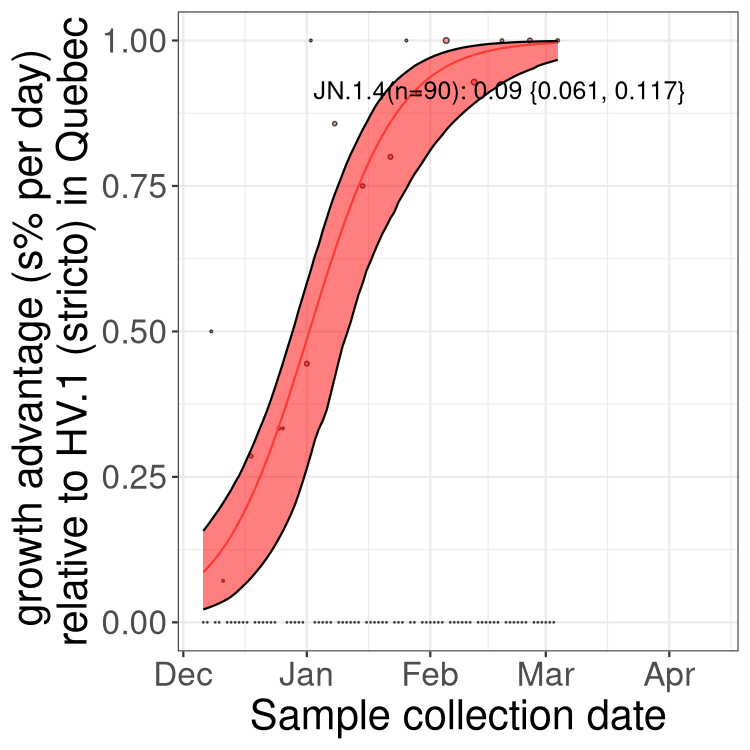 growth advantage (s% per day)
relative to HV.1 (stricto) in Quebec
1.00
0.75
0.50
0.25
0.00
JN.1.4(n=90): 0.09 {0.061, 0.117}
Dec Jan Feb Mar Apr
Sample collection date